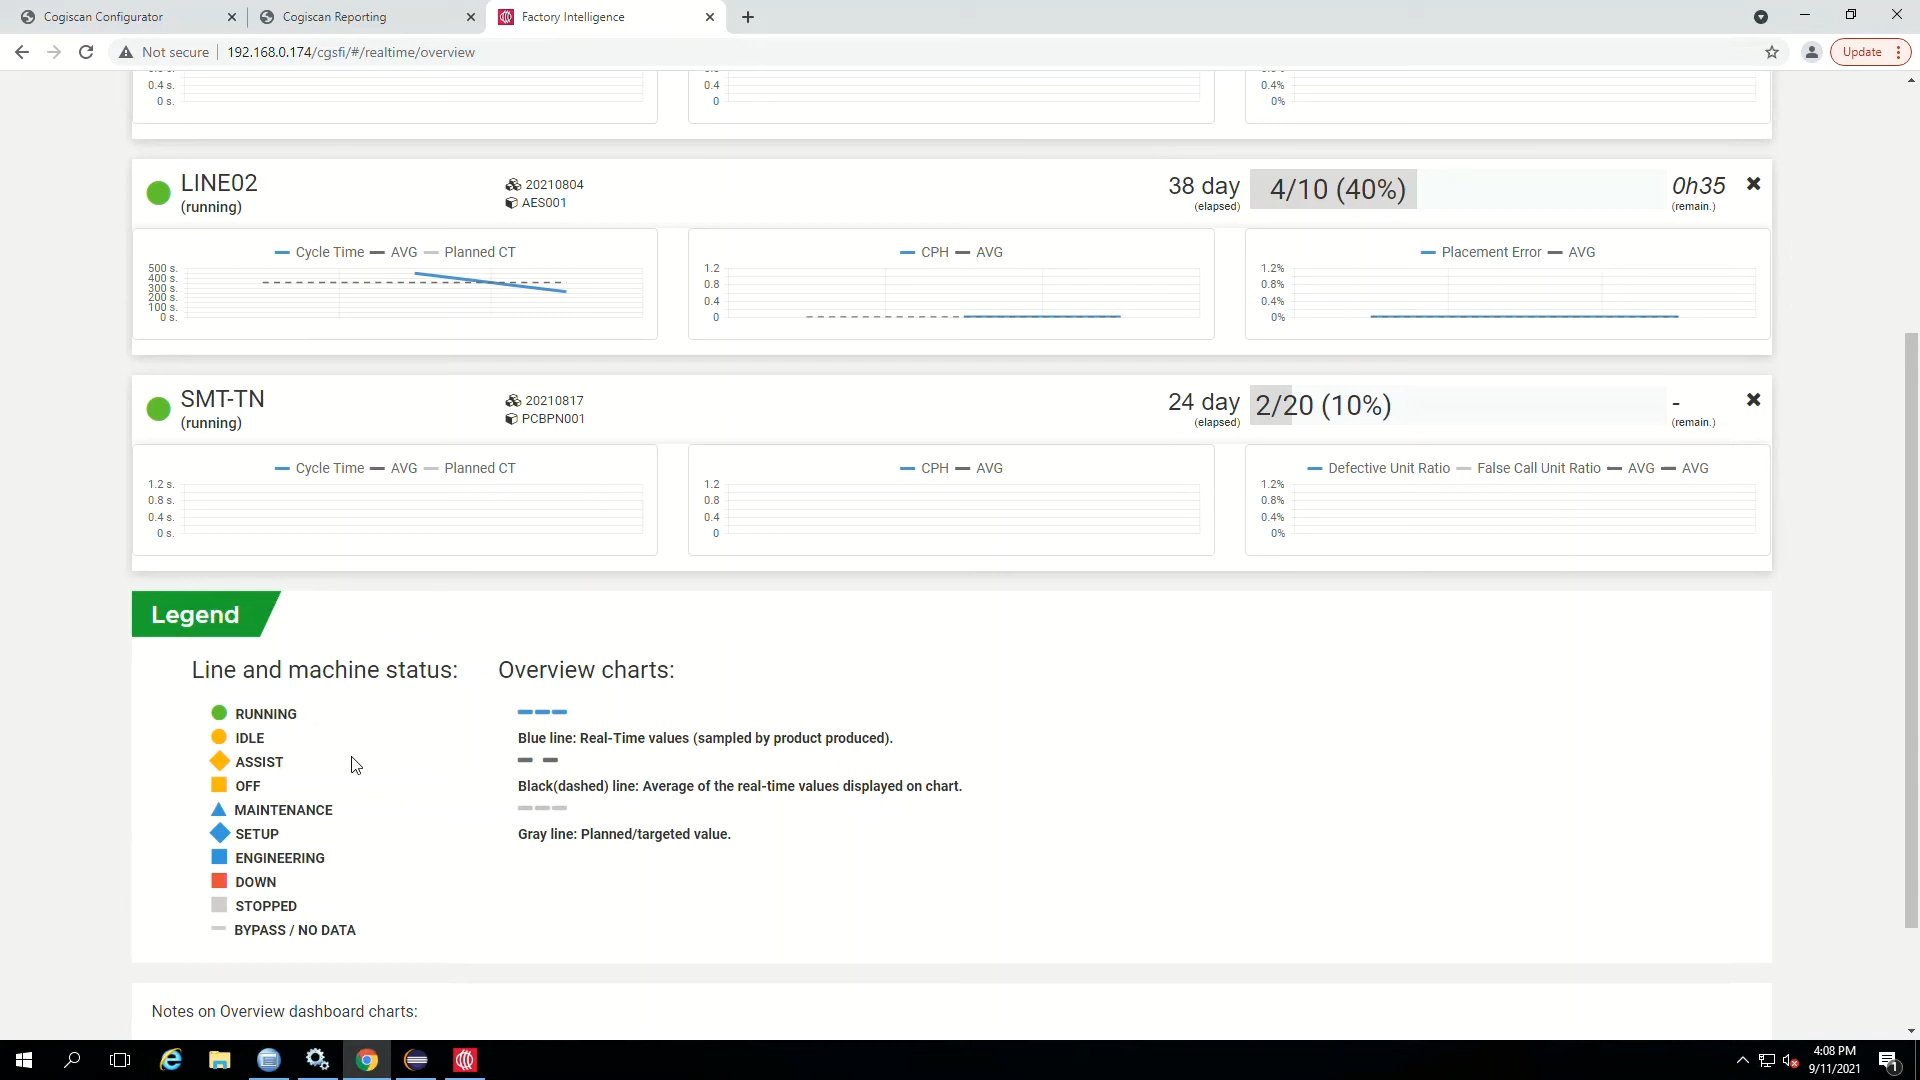 Cogiscan Configurator
Cogiscan Reporting
Factory Intelligence
Not secure
192.168.0.174/cgsfi/#/realtime/overview
Update
0.4 s.
0 s.
0.4
0
0.4%
0%
LINE02
(running)
20210804
AES001
38 day
(elapsed)
4/10 (40%)
0h35
(remain.)
Cycle Time AVG Planned CT
500 s.
400 s.
300 s.
200 s.
100 s.
0 s.
CPH AVG
1.2
0.8
0.4
0
Placement Error AVG
1.2%
0.8%
0.4%
0%
SMT-TN
(running)
20210817
PCBPN001
24 day
(elapsed)
2/20 (10%)
-
(remain.)
Cycle Time AVG Planned CT
1.2 s.
0.8 s.
0.4 s.
0 s.
CPH AVG
1.2
0.8
0.4
0
Defective Unit Ratio False Call Unit Ratio AVG AVG
1.2%
0.8%
0.4%
0%
Legend
Line and machine status:
RUNNING
IDLE
ASSIST
OFF
MAINTENANCE
SETUP
ENGINEERING
DOWN
STOPPED
BYPASS / NO DATA
Overview charts:
Blue line: Real-Time values (sampled by product produced).
Black(dashed) line: Average of the real-time values displayed on chart.
Gray line: Planned/targeted value.
Notes on Overview dashboard charts:
4:08 PM
9/11/2021
1